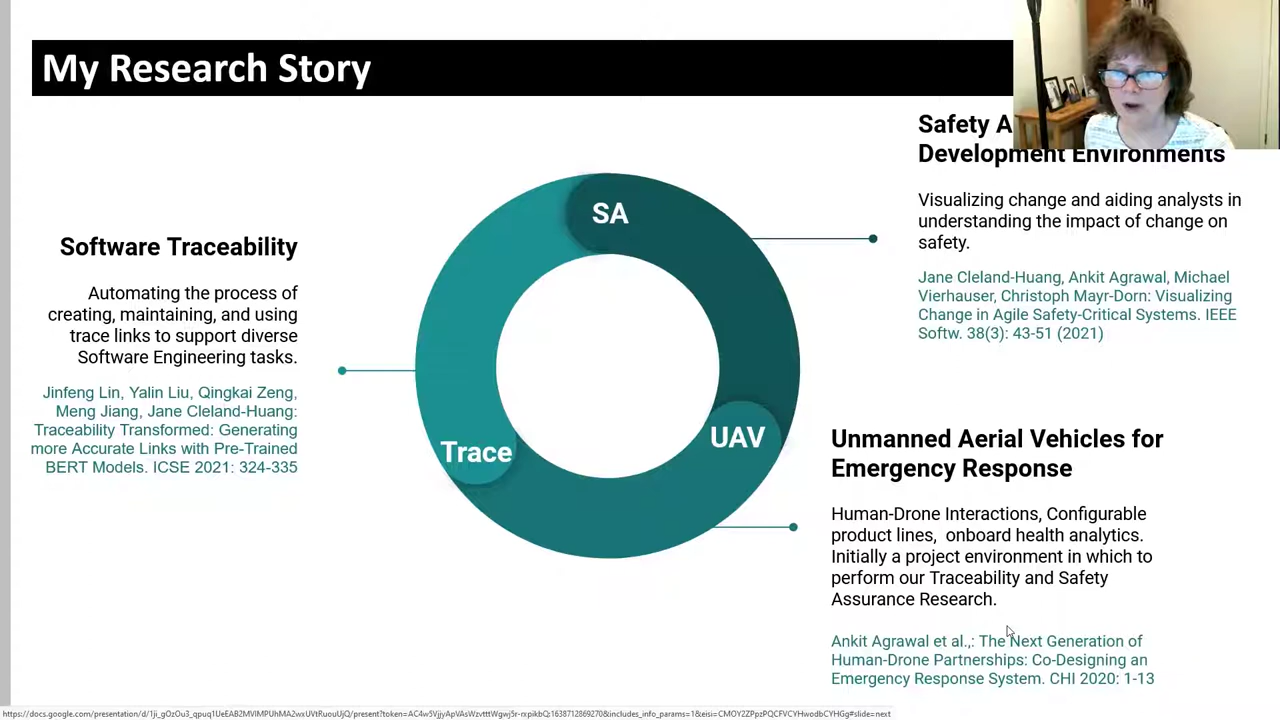 My Research Story
Software Traceability
Automating the process of
creating, maintaining, and using
trace links to support diverse
Software Engineering tasks.
Jinfeng Lin, Yalin Liu, Qingkai Zeng,
Meng Jiang, Jane Cleland-Huang:
Traceability Transformed: Generating
more Accurate Links with Pre-Trained
BERT Models. ICSE 2021: 324-335
SA
UAV
Trace
Safety A
Development Environments
Visualizing change and aiding analysts in
understanding the impact of change on
safety.
Jane Cleland-Huang, Ankit Agrawal, Michael
Vierhauser, Christoph Mayr-Dorn: Visualizing
Change in Agile Safety-Critical Systems. IEEE
Softw. 38(3): 43-51 (2021)
Unmanned Aerial Vehicles for
Emergency Response
Human-Drone Interactions, Configurable
product lines, onboard health analytics.
Initially a project environment in which to
perform our Traceability and Safety
Assurance Research.
Ankit Agrawal et al.,: The Next Generation of
Human-Drone Partnerships: Co-Designing an
Emergency Response System. CHI 2020: 1-13